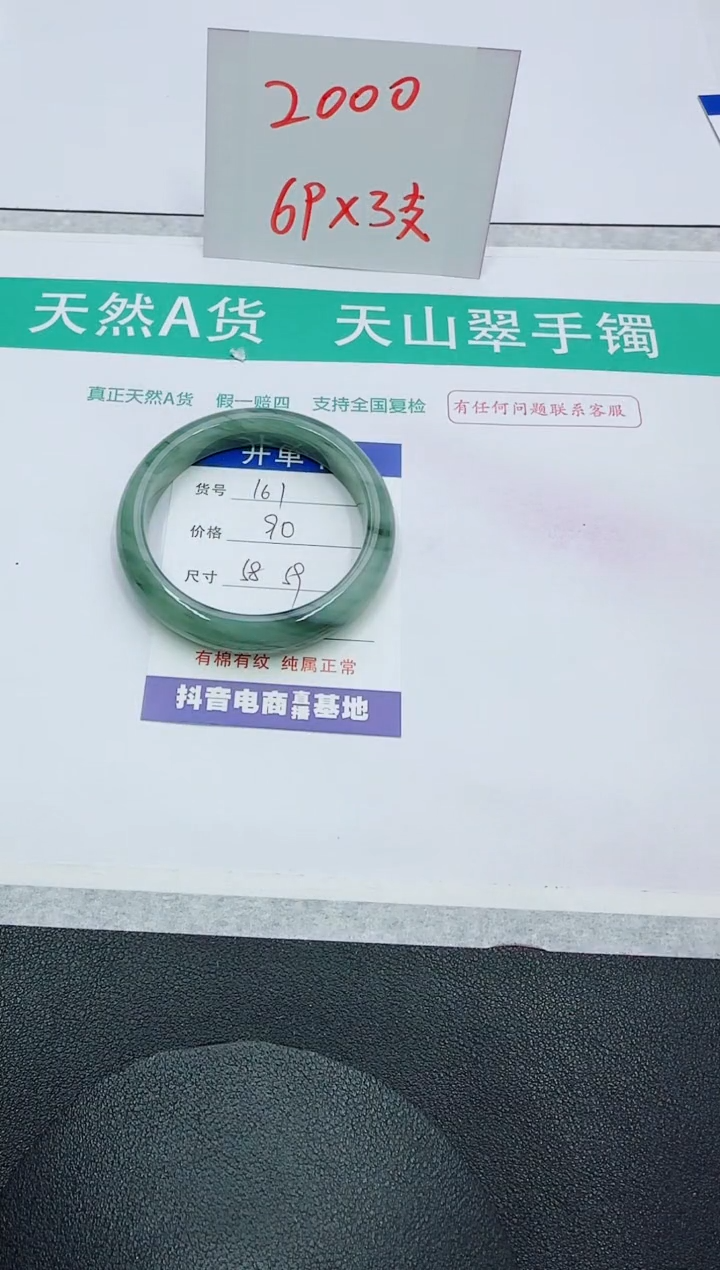 2000
6P×3支
天然A货 天山翠手镯
真正天然A货 假一赔四 支持全国复检 有任何问题联系客服
开单
货号 161
价格 90
尺寸 58 59
有棉有纹 纯属正常
抖音电商直播基地